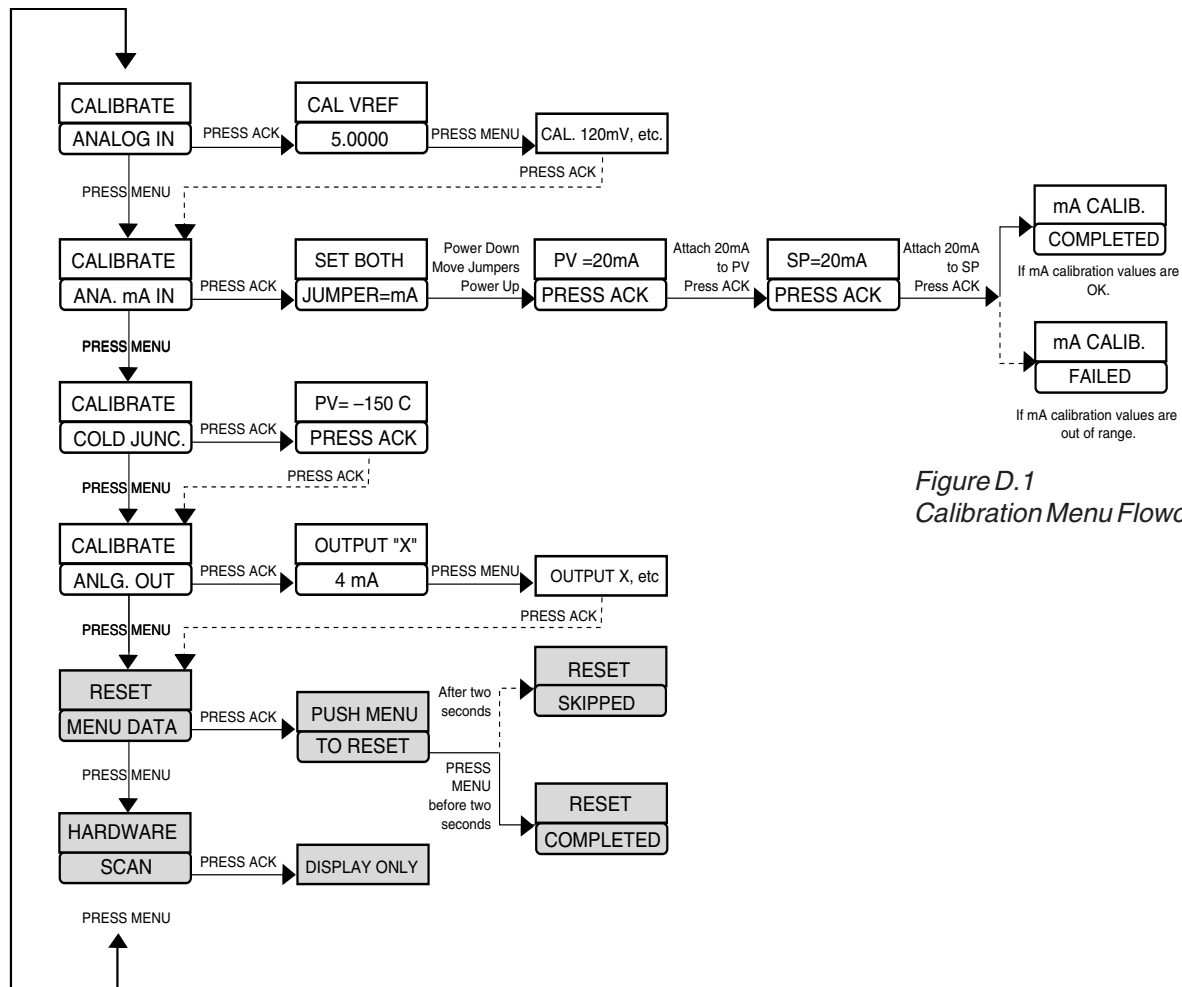 CALIBRATE
ANALOG IN
PRESS ACK
CAL VREF
5.0000
PRESS MENU
CAL. 120mV, etc.
PRESS ACK
PRESS MENU
CALIBRATE
ANA. mA IN
PRESS ACK
SET BOTH
JUMPER=mA
Power Down
Move Jumpers
Power Up
PV =20mA
PRESS ACK
Attach 20mA
to PV
Press ACK
SP=20mA
PRESS ACK
Attach 20mA
to SP
Press ACK
mA CALIB.
COMPLETED
If mA calibration values are
OK.
mA CALIB.
FAILED
If mA calibration values are
out of range.
PRESS MENU
CALIBRATE
COLD JUNC.
PRESS ACK
PV= –150 C
PRESS ACK
PRESS ACK
PRESS MENU
Figure D.1
Calibration Menu Flowc
CALIBRATE
ANLG. OUT
PRESS ACK
OUTPUT "X"
4 mA
PRESS MENU
OUTPUT X, etc
PRESS ACK
PRESS MENU
RESET
MENU DATA
PRESS ACK
PUSH MENU
TO RESET
After two
seconds
RESET
SKIPPED
PRESS
MENU
before two
seconds
RESET
COMPLETED
PRESS MENU
HARDWARE
SCAN
PRESS ACK
DISPLAY ONLY
PRESS MENU